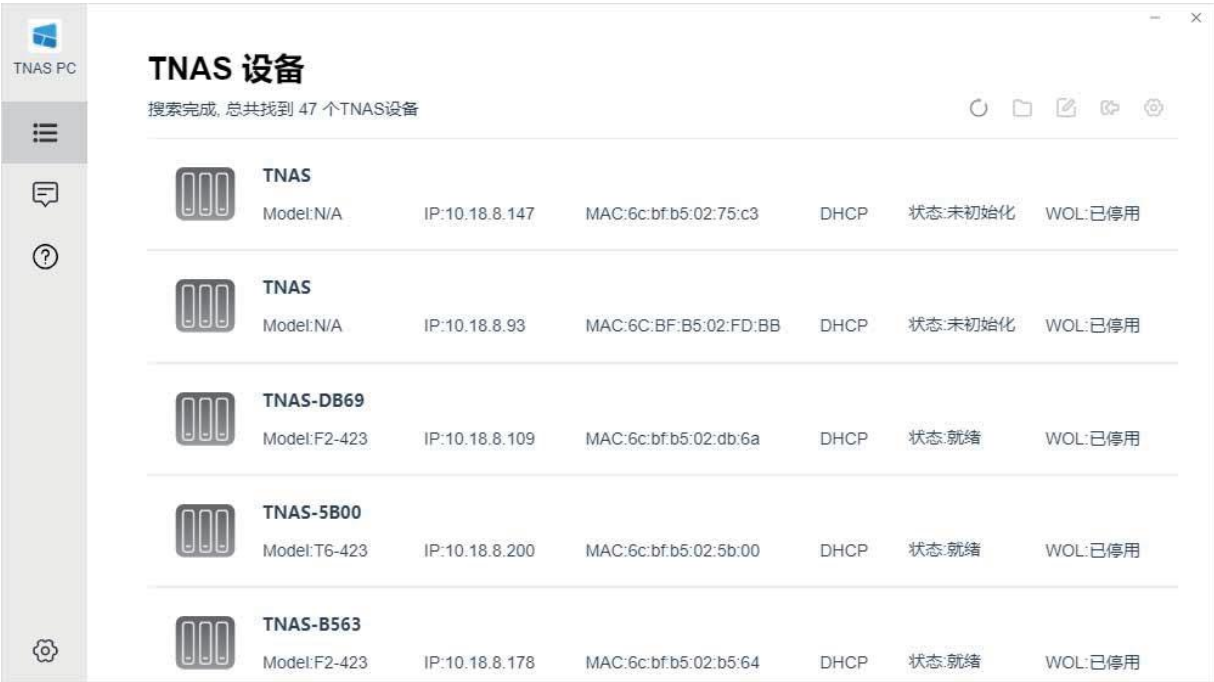 TNAS PC
TNAS 设备
搜索完成, 总共找到 47 个TNAS设备
TNAS
Model:N/A IP:10.18.8.147 MAC:6c:bf:b5:02:75:c3 DHCP 状态:未初始化 WOL:已停用
TNAS
Model:N/A IP:10.18.8.93 MAC:6C:BF:B5:02:FD:BB DHCP 状态:未初始化 WOL:已停用
TNAS-DB69
Model:F2-423 IP:10.18.8.109 MAC:6c:bf:b5:02:db:6a DHCP 状态:就绪 WOL:已停用
TNAS-5B00
Model:T6-423 IP:10.18.8.200 MAC:6c:bf:b5:02:5b:00 DHCP 状态:就绪 WOL:已停用
TNAS-B563
Model:F2-423 IP:10.18.8.178 MAC:6c:bf:b5:02:b5:64 DHCP 状态:就绪 WOL:已停用